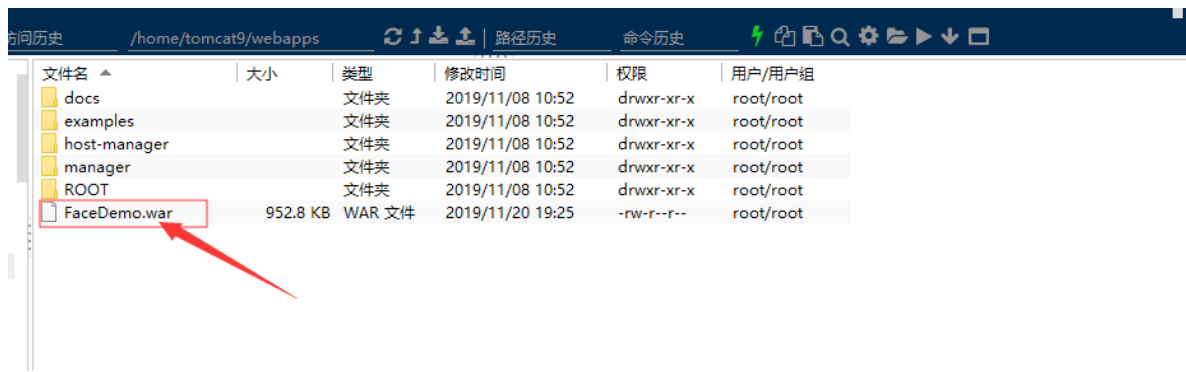 访问历史 /home/tomcat9/webapps 路径历史 命令历史
文件名 大小 类型 修改时间 权限 用户/用户组
docs 文件夹 2019/11/08 10:52 drwxr-xr-x root/root
examples 文件夹 2019/11/08 10:52 drwxr-xr-x root/root
host-manager 文件夹 2019/11/08 10:52 drwxr-xr-x root/root
manager 文件夹 2019/11/08 10:52 drwxr-xr-x root/root
ROOT 文件夹 2019/11/08 10:52 drwxr-xr-x root/root
FaceDemo.war 952.8 KB WAR 文件 2019/11/20 19:25 -rw-r--r-- root/root